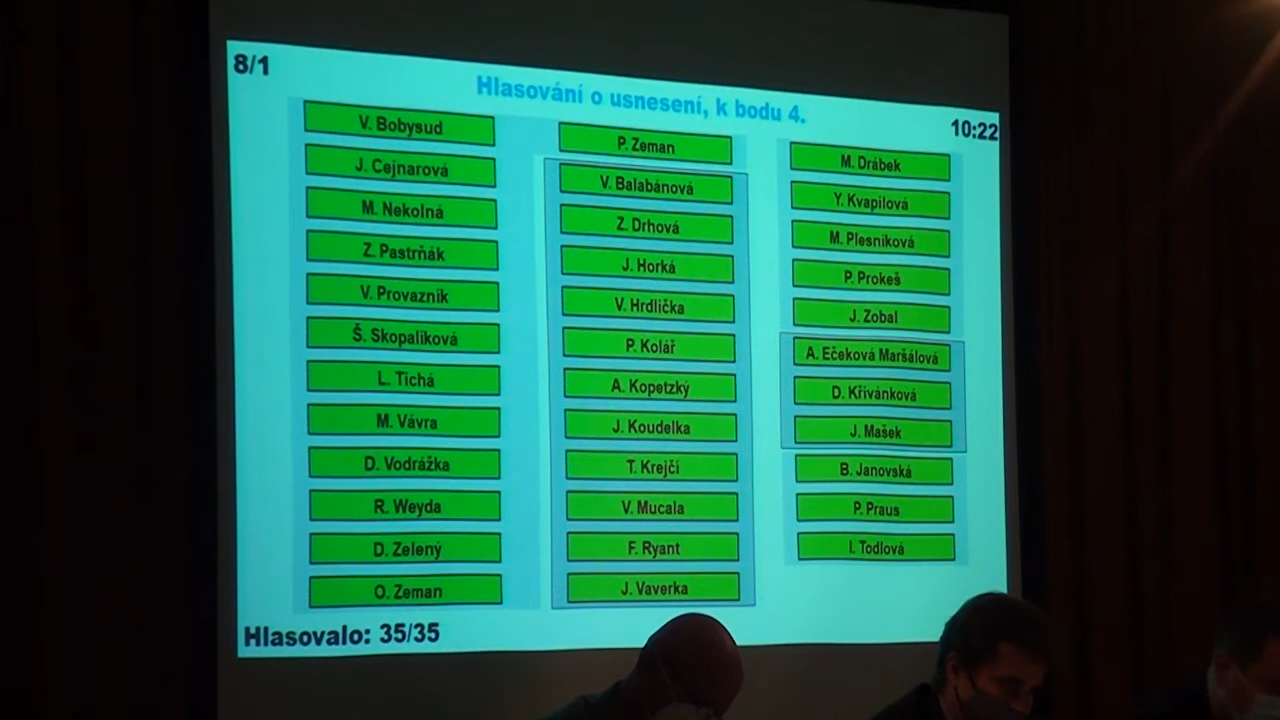 8/1
Hlasování o usnesení, k bodu 4.
10:22
V. Bobysud
J. Cejnarová
M. Nekolná
Z. Pastrňák
V. Provazník
Š. Skopalíková
L. Tichá
M. Vávra
D. Vodrážka
R. Weyda
D. Zelený
O. Zeman
P. Zeman
V. Balabánová
Z. Drhová
J. Horká
V. Hrdlička
P. Kolář
A. Kopetzký
J. Koudelka
T. Krejčí
V. Mucala
F. Ryant
J. Vaverka
M. Drábek
Y. Kvapilová
M. Plesníková
P. Prokeš
J. Zobal
A. Ečeková Maršálová
D. Křivánková
J. Mašek
B. Janovská
P. Praus
I. Todlová
Hlasovalo: 35/35